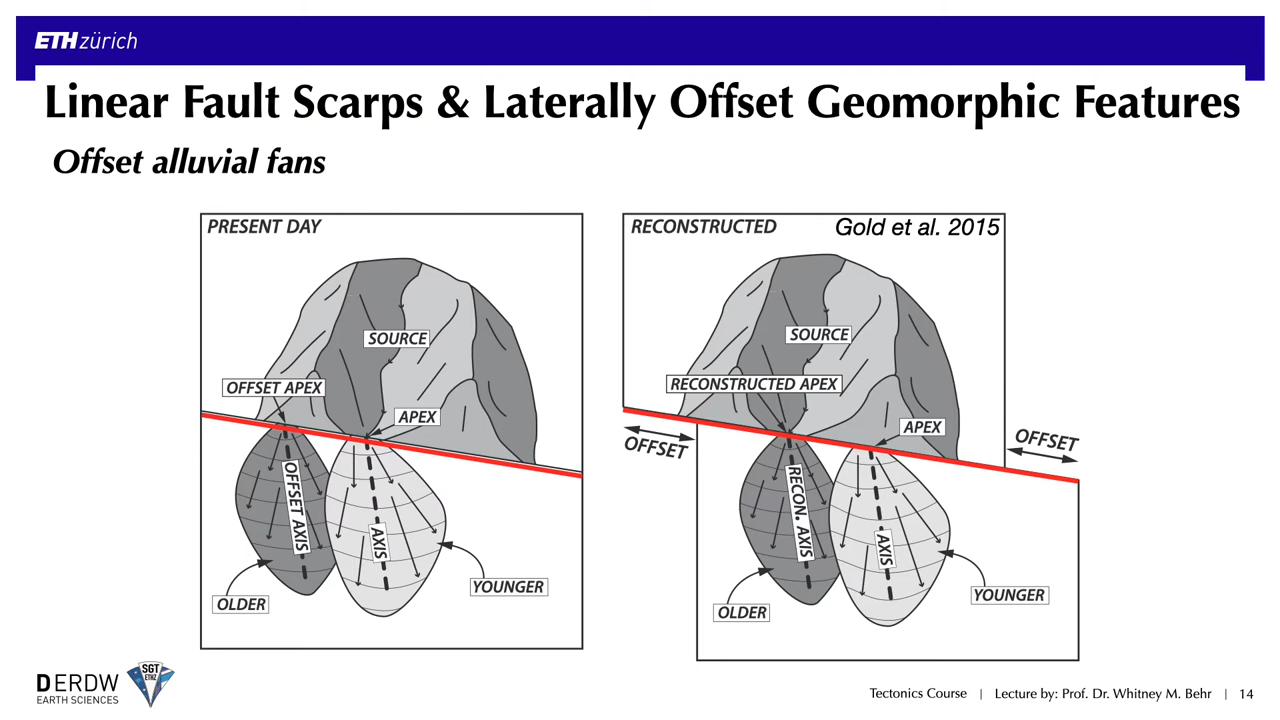 ETH zürich
Linear Fault Scarps & Laterally Offset Geomorphic Features
Offset alluvial fans
PRESENT DAY
SOURCE
OFFSET APEX
APEX
OFFSET AXIS
AXIS
YOUNGER
OLDER
RECONSTRUCTED
Gold et al. 2015
SOURCE
RECONSTRUCTED APEX
APEX
OFFSET
OFFSET
RECON. AXIS
AXIS
YOUNGER
OLDER
DERDW
EARTH SCIENCES
SGT
ETHZ
Tectonics Course | Lecture by: Prof. Dr. Whitney M. Behr | 14